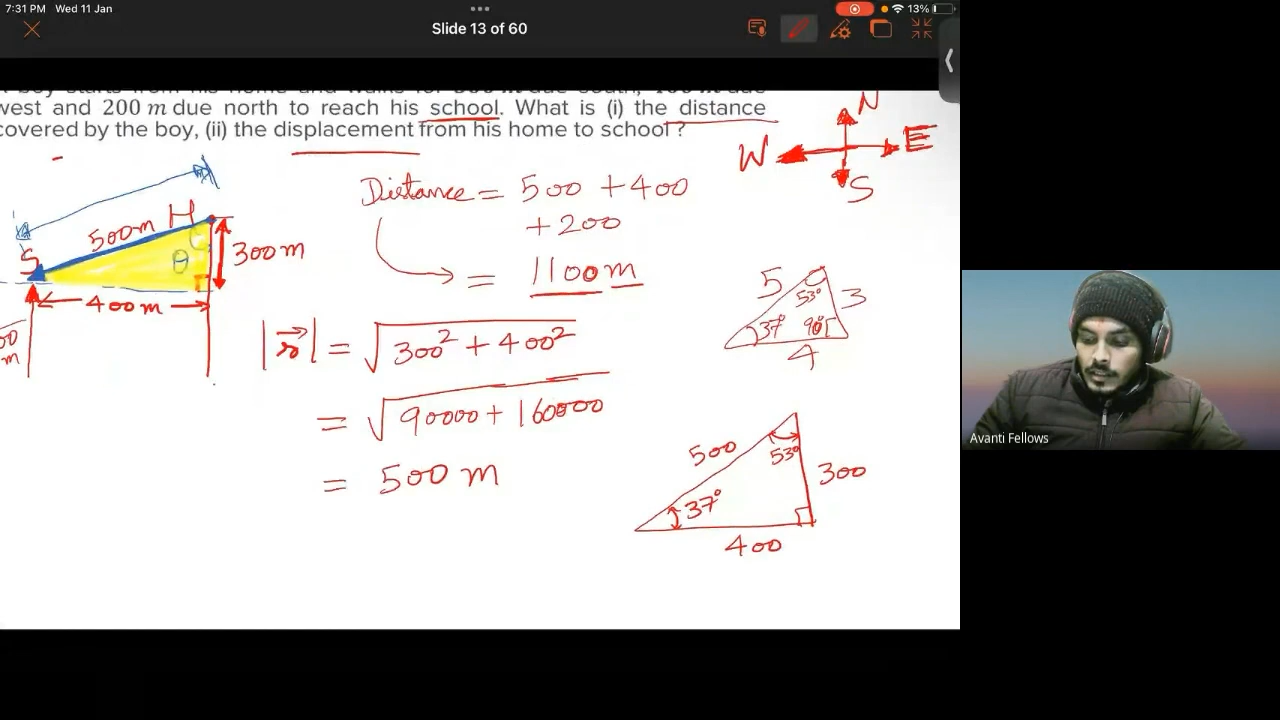 7:31 PM Wed 11 Jan
13%
Slide 13 of 60
west and 200 m due north to reach his school. What is (i) the distance
covered by the boy, (ii) the displacement from his home to school ?
N
W
E
S
Distance = 500 + 400
+ 200
= 1100 m
500 m
H
S
θ
300 m
400 m
m
|r| = √300² + 400²
= √90000 + 160000
= 500 m
5
53°
3
37°
90°
4
500
53°
300
37°
400
Avanti Fellows